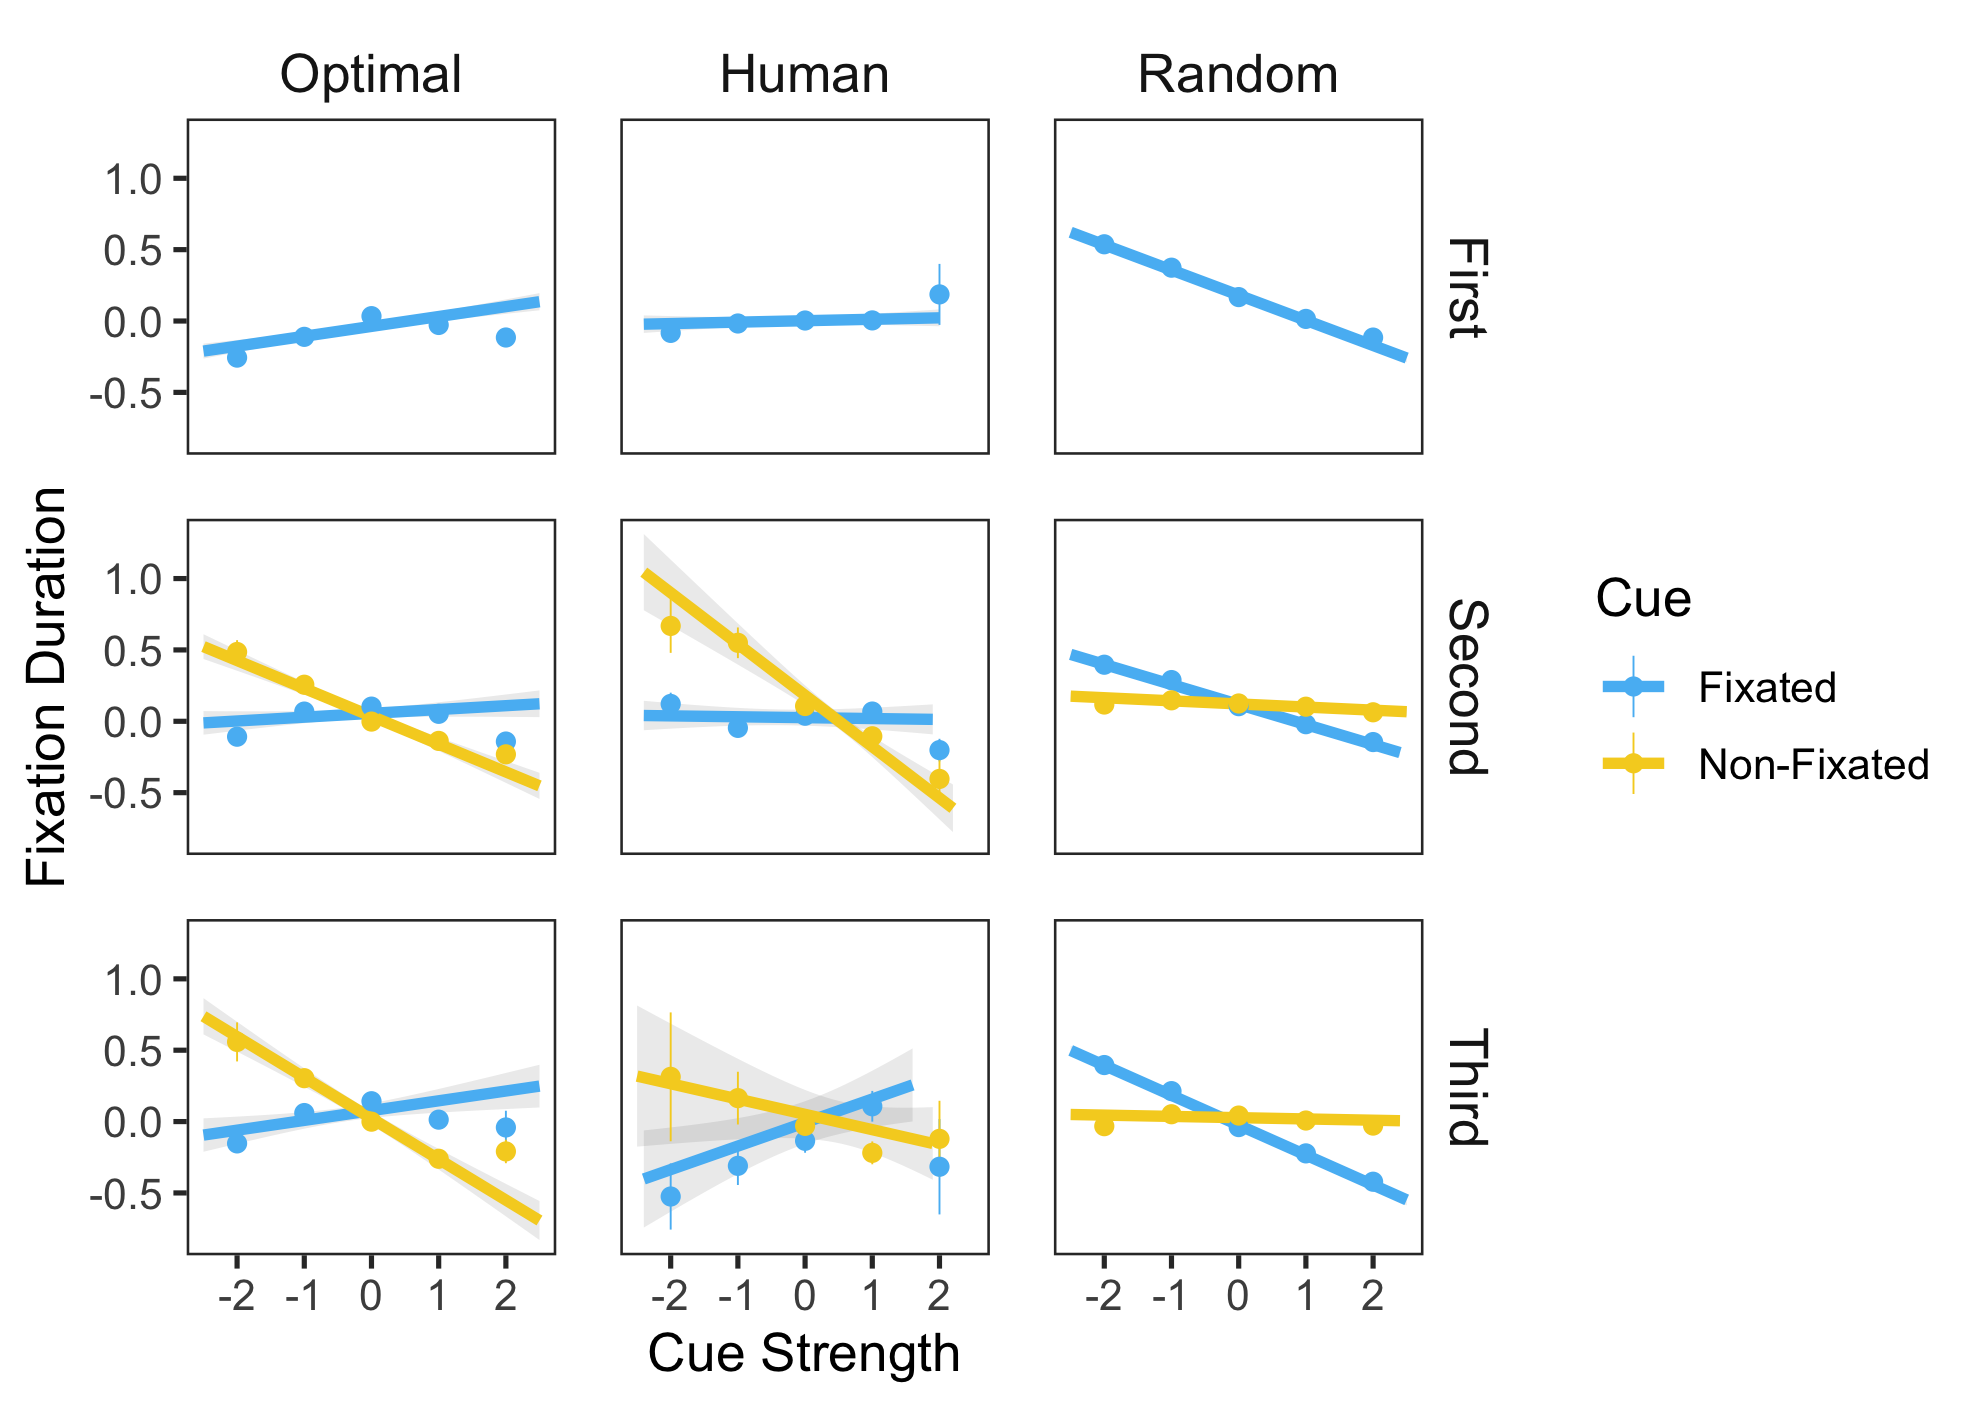 Optimal Human Random
1.0
0.5
0.0
-0.5
First
1.0
0.5
0.0
-0.5
Second
1.0
0.5
0.0
-0.5
Third
Fixation Duration
-2 -1 0 1 2
-2 -1 0 1 2
-2 -1 0 1 2
Cue Strength
Cue
Fixated
Non-Fixated